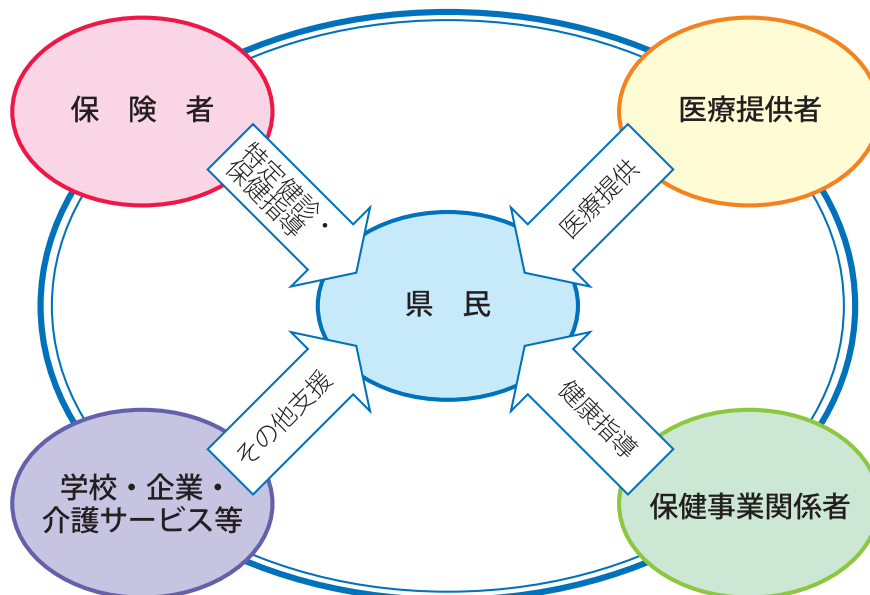 保　険　者
医療提供者
特定健診・
保健指導
医療提供
県　民
その他支援
健康指導
学校・企業・
介護サービス等
保健事業関係者